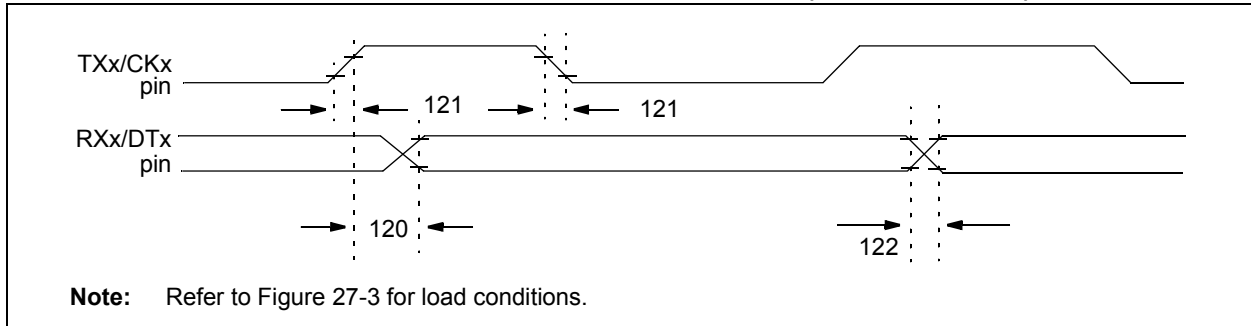 TXx/CKx
pin
121
121
RXx/DTx
pin
120
122
Note: Refer to Figure 27-3 for load conditions.